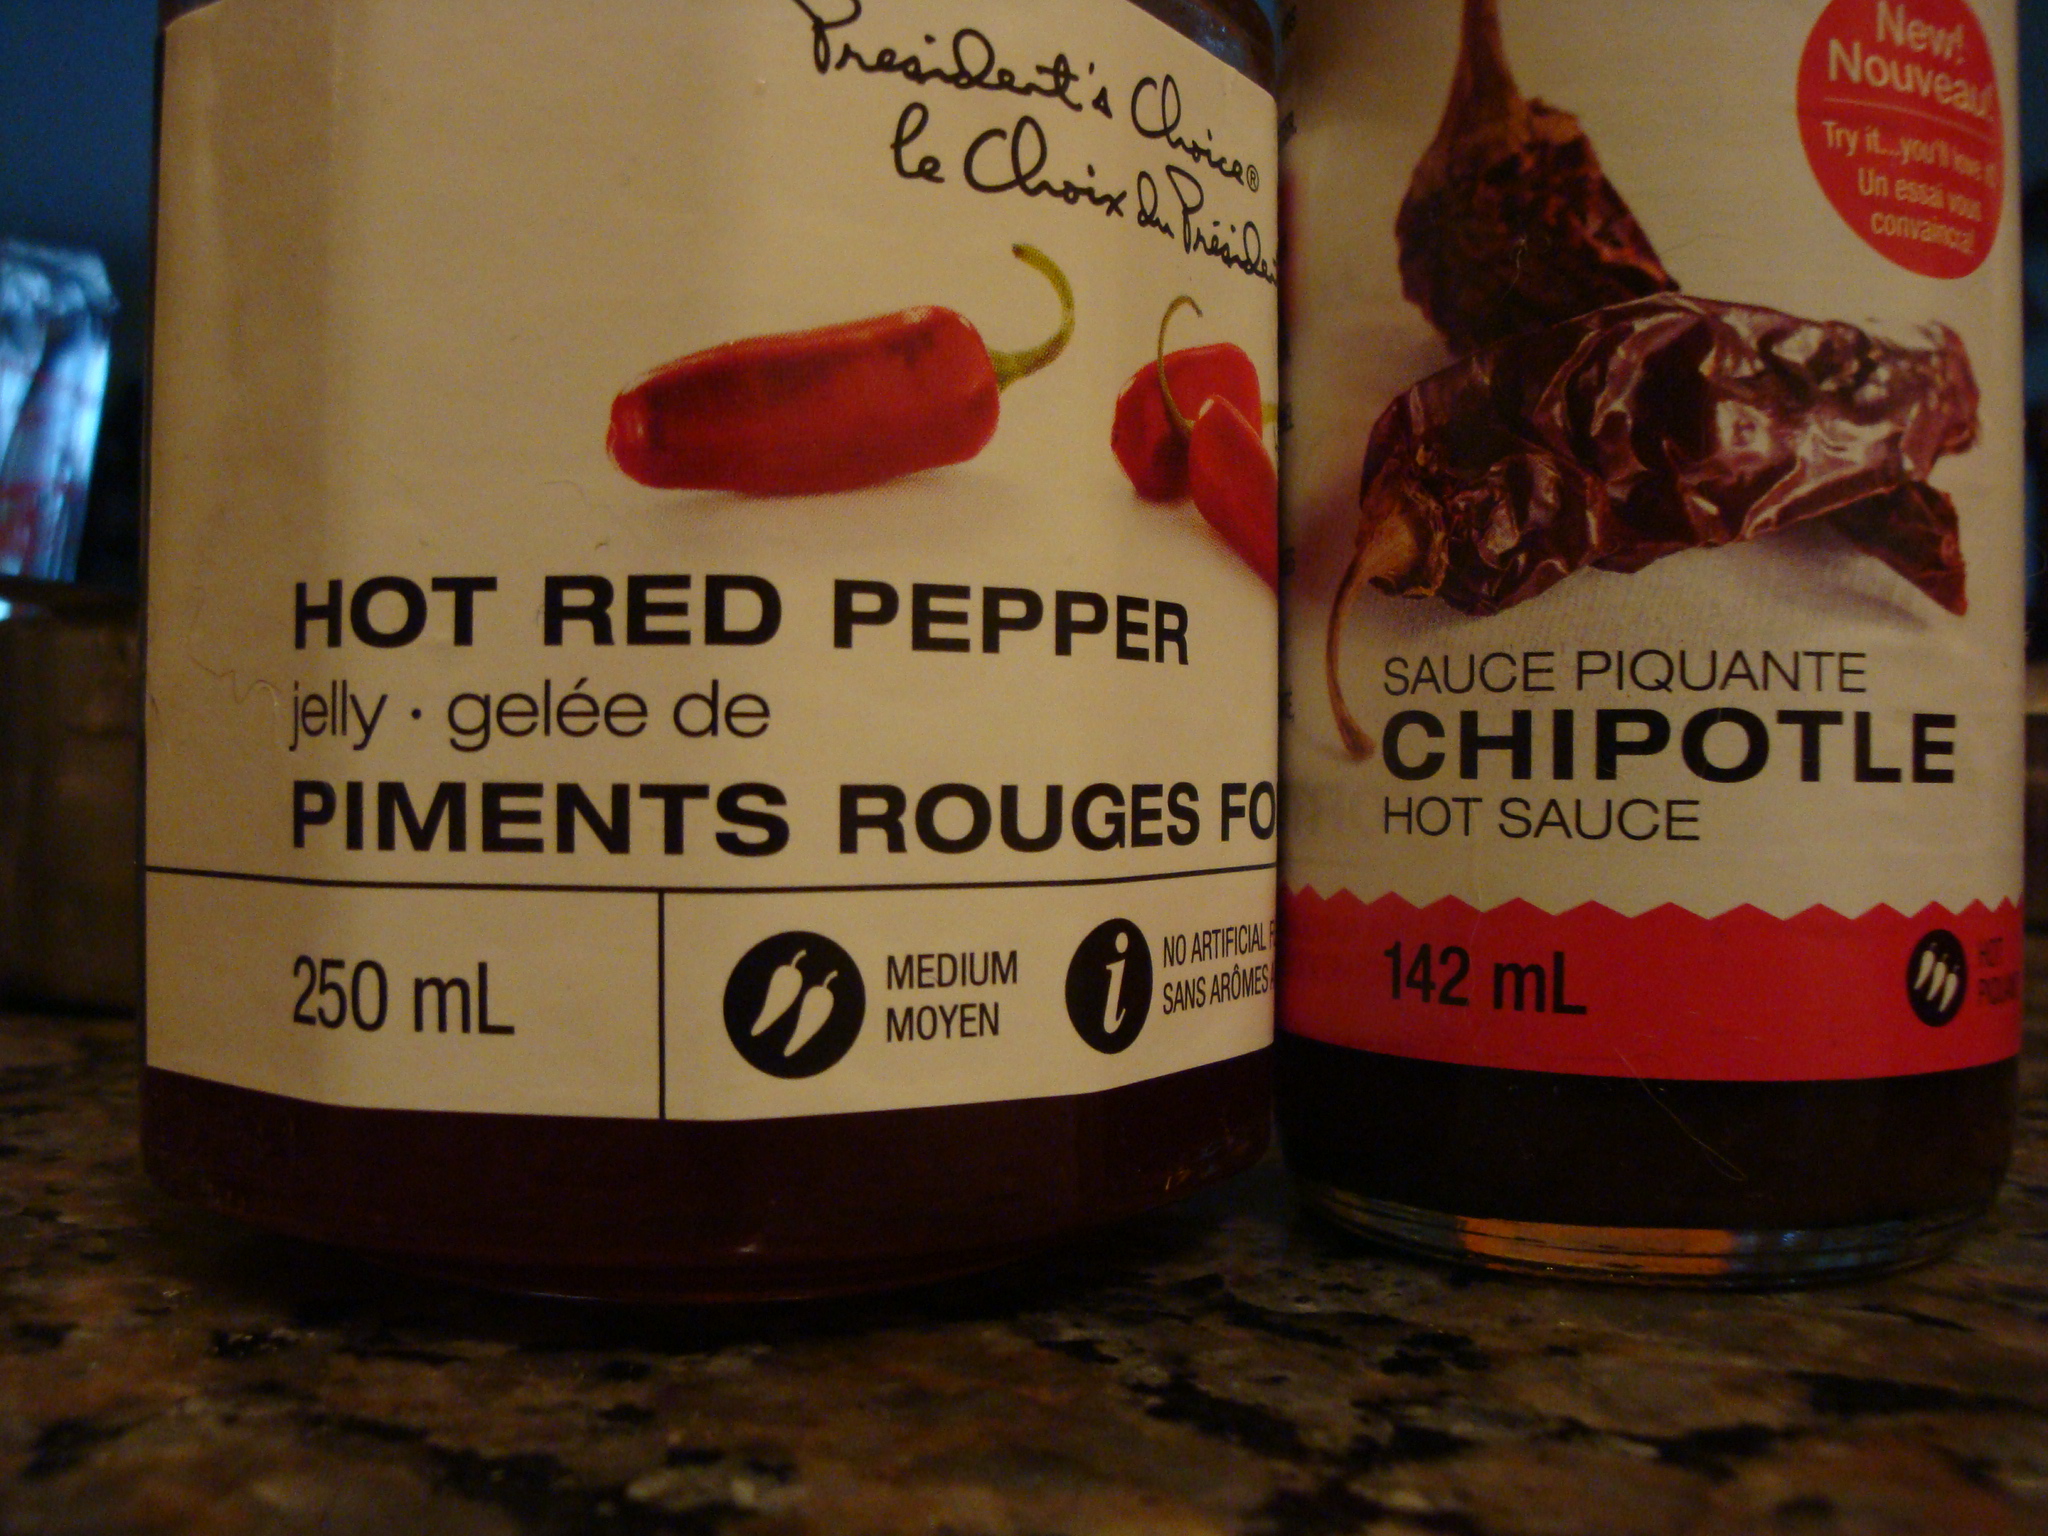 President's Choice®
le Choix du Préside
HOT RED PEPPER
jelly · gelée de
PIMENTS ROUGES FO
250 mL
MEDIUM
MOYEN
i
NO ARTIFICIAL F
SANS ARÔMES A
New!
Nouveau!
Try it...you'll love it!
Un essai vous
convaincra!
SAUCE PIQUANTE
CHIPOTLE
HOT SAUCE
142 mL
HOT